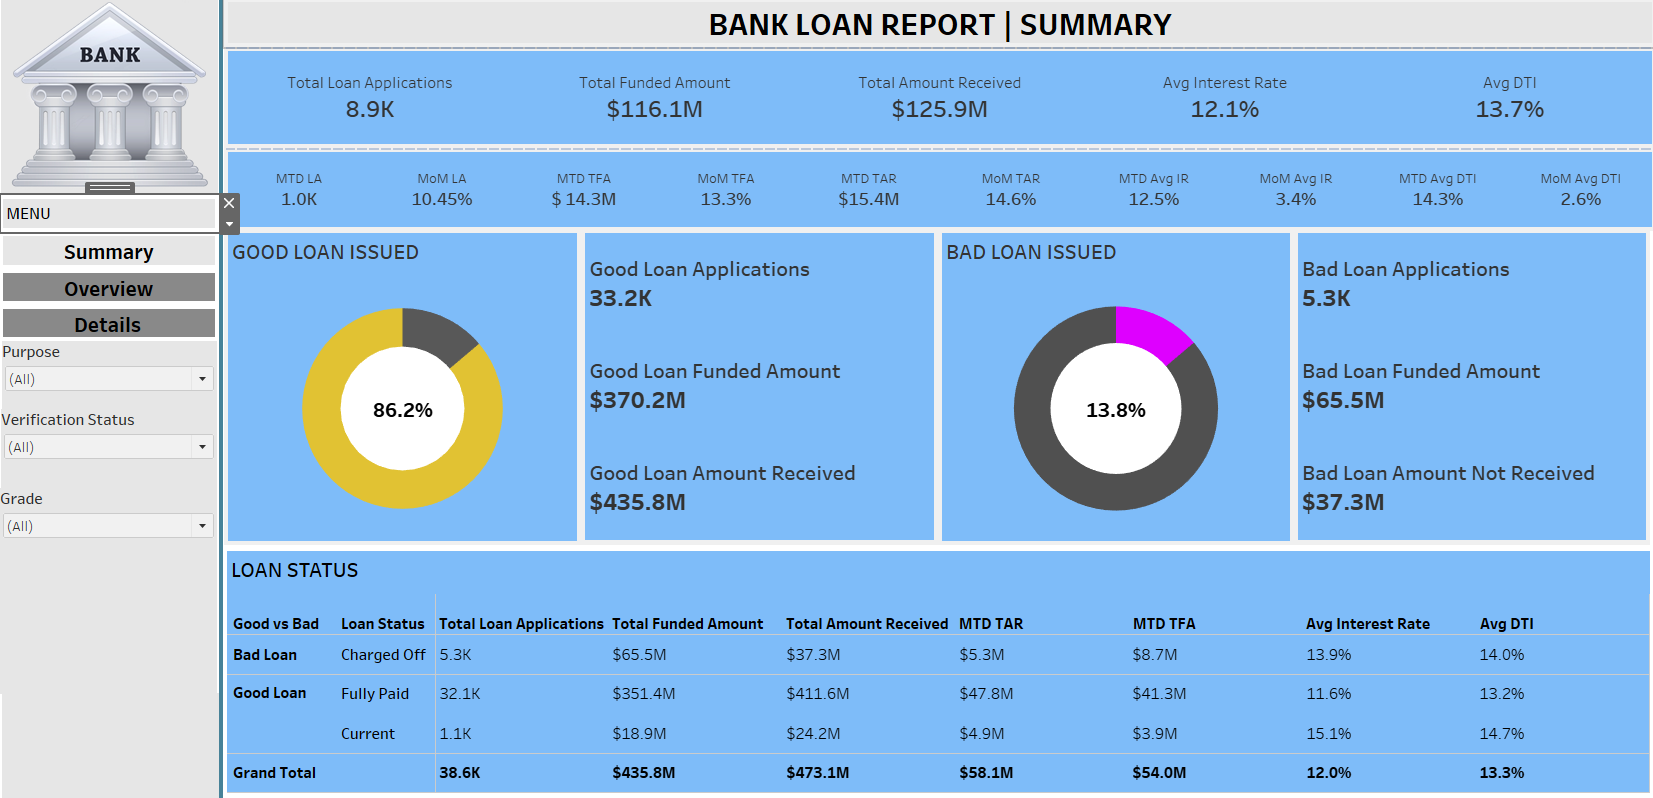 BANK
BANK LOAN REPORT | SUMMARY
Total Loan Applications
8.9K
Total Funded Amount
$116.1M
Total Amount Received
$125.9M
Avg Interest Rate
12.1%
Avg DTI
13.7%
MTD LA
1.0K
MoM LA
10.45%
MTD TFA
$ 14.3M
MoM TFA
13.3%
MTD TAR
$15.4M
MoM TAR
14.6%
MTD Avg IR
12.5%
MoM Avg IR
3.4%
MTD Avg DTI
14.3%
MoM Avg DTI
2.6%
MENU
Summary
Overview
Details
Purpose
(All)
Verification Status
(All)
Grade
(All)
GOOD LOAN ISSUED
86.2%
Good Loan Applications
33.2K
Good Loan Funded Amount
$370.2M
Good Loan Amount Received
$435.8M
BAD LOAN ISSUED
13.8%
Bad Loan Applications
5.3K
Bad Loan Funded Amount
$65.5M
Bad Loan Amount Not Received
$37.3M
LOAN STATUS
Good vs Bad Loan Status Total Loan Applications Total Funded Amount Total Amount Received MTD TAR MTD TFA Avg Interest Rate Avg DTI
Bad Loan Charged Off 5.3K $65.5M $37.3M $5.3M $8.7M 13.9% 14.0%
Good Loan Fully Paid 32.1K $351.4M $411.6M $47.8M $41.3M 11.6% 13.2%
Current 1.1K $18.9M $24.2M $4.9M $3.9M 15.1% 14.7%
Grand Total 38.6K $435.8M $473.1M $58.1M $54.0M 12.0% 13.3%